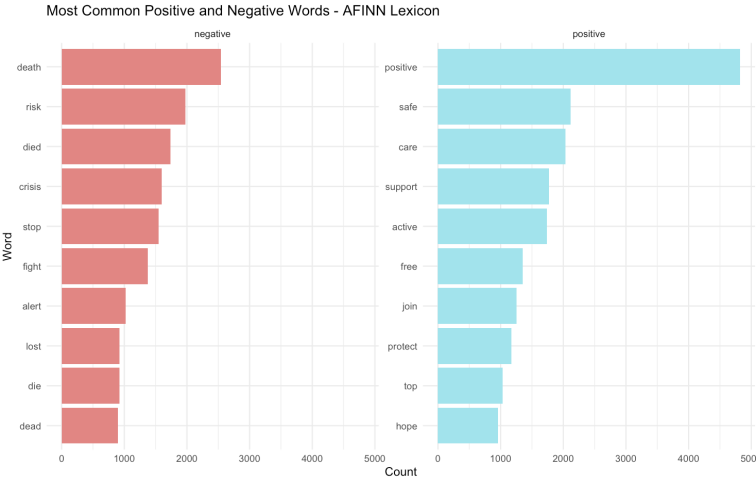 Most Common Positive and Negative Words - AFINN Lexicon
negative
positive
Word
death
risk
died
crisis
stop
fight
alert
lost
die
dead
0 1000 2000 3000 4000 5000
positive
safe
care
support
active
free
join
protect
top
hope
0 1000 2000 3000 4000 500
Count